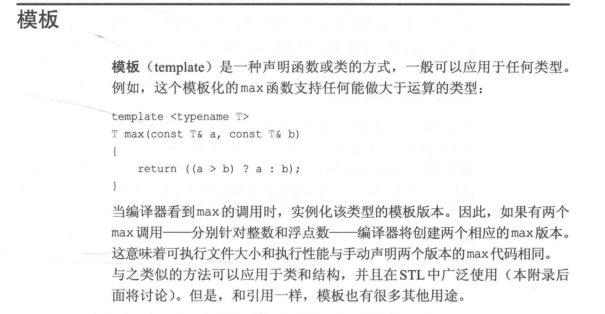 模板
模板（template）是一种声明函数或类的方式，一般可以应用于任何类型。
例如，这个模板化的max函数支持任何能做大于运算的类型：
template <typename T>
T max(const T& a, const T& b)
{
    return ((a > b) ? a : b);
}
当编译器看到max的调用时，实例化该类型的模板版本。因此，如果有两个
max调用——分别针对整数和浮点数——编译器将创建两个相应的max版本。
这意味着可执行文件大小和执行性能与手动声明两个版本的max代码相同。
与之类似的方法可以应用于类和结构，并且在STL中广泛使用（本附录后
面将讨论）。但是，和引用一样，模板也有很多其他用途。